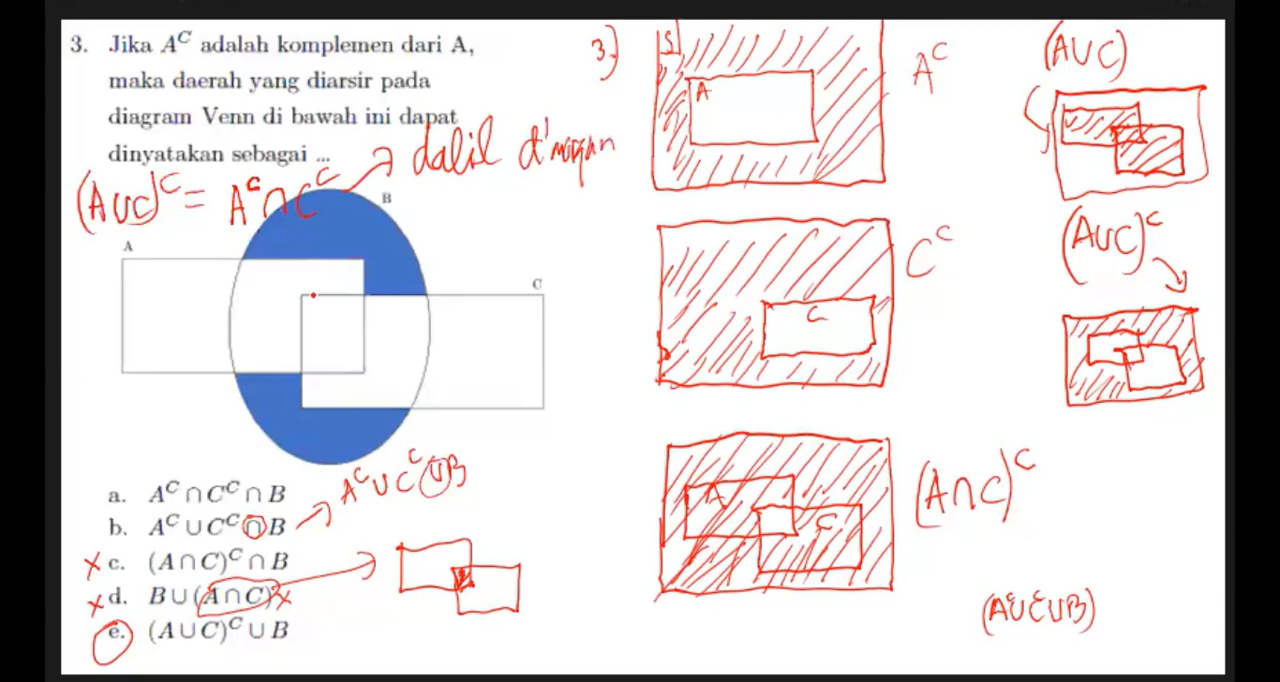 3. Jika A^C adalah komplemen dari A,
maka daerah yang diarsir pada
diagram Venn di bawah ini dapat
dinyatakan sebagai ...
dalil d'morgan
(A∪C)^C = A^C ∩ C^C
B
A
C
a. A^C ∩ C^C ∩ B
b. A^C ∪ C^C ∩ B
A^C ∪ C^C ∪ B
x c. (A ∩ C)^C ∩ B
x d. B ∪ (A ∩ C) x
e. (A ∪ C)^C ∪ B
3)
S
A
A^C
C
C^C
A
C
(A∩C)^C
(A^C∪C^C∪B)
(A∪C)
(A∪C)^C